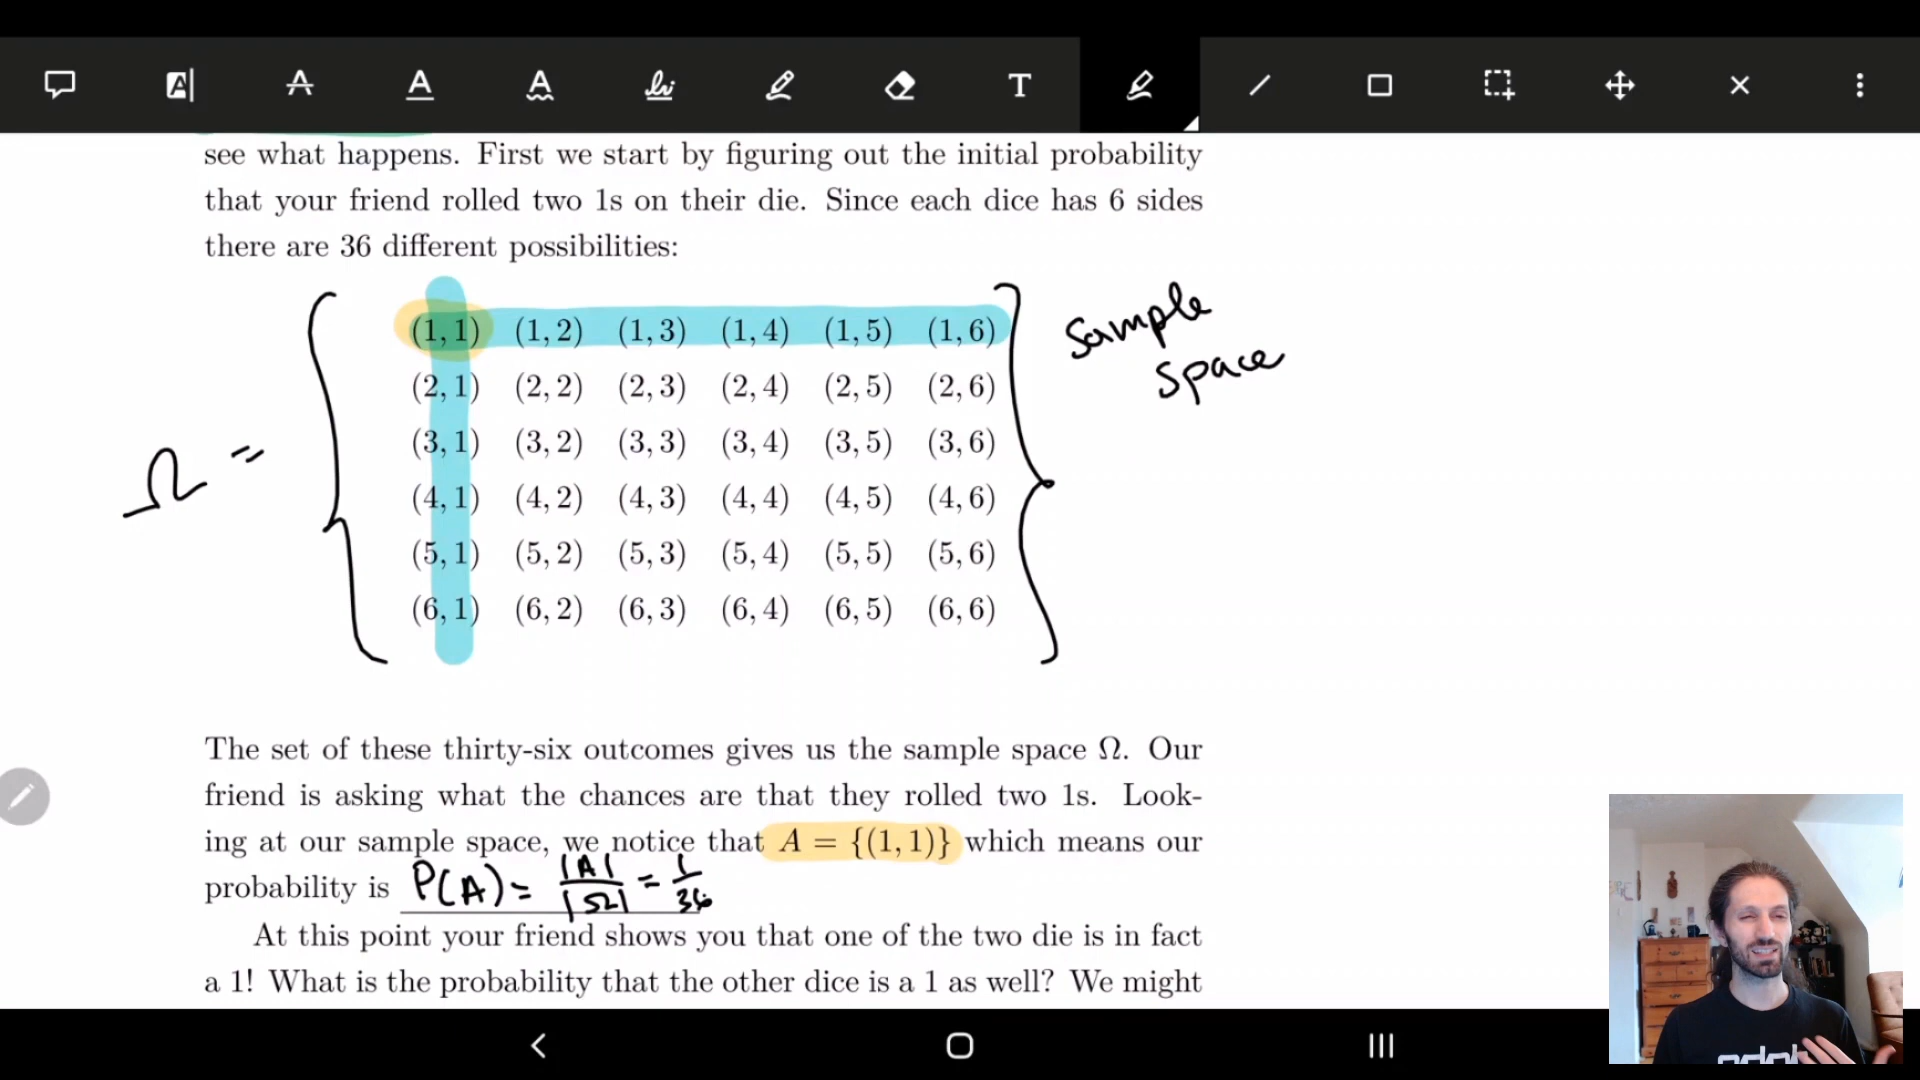 see what happens. First we start by figuring out the initial probability
that your friend rolled two 1s on their die. Since each dice has 6 sides
there are 36 different possibilities:
(1, 1) (1, 2) (1, 3) (1, 4) (1, 5) (1, 6)
(2, 1) (2, 2) (2, 3) (2, 4) (2, 5) (2, 6)
(3, 1) (3, 2) (3, 3) (3, 4) (3, 5) (3, 6)
Ω = {
(4, 1) (4, 2) (4, 3) (4, 4) (4, 5) (4, 6)
(5, 1) (5, 2) (5, 3) (5, 4) (5, 5) (5, 6)
(6, 1) (6, 2) (6, 3) (6, 4) (6, 5) (6, 6)
}
Sample
Space
The set of these thirty-six outcomes gives us the sample space Ω. Our
friend is asking what the chances are that they rolled two 1s. Look-
ing at our sample space, we notice that A = {(1, 1)} which means our
probability is P(A) = |A| / |Ω| = 1/36
At this point your friend shows you that one of the two die is in fact
a 1! What is the probability that the other dice is a 1 as well? We might